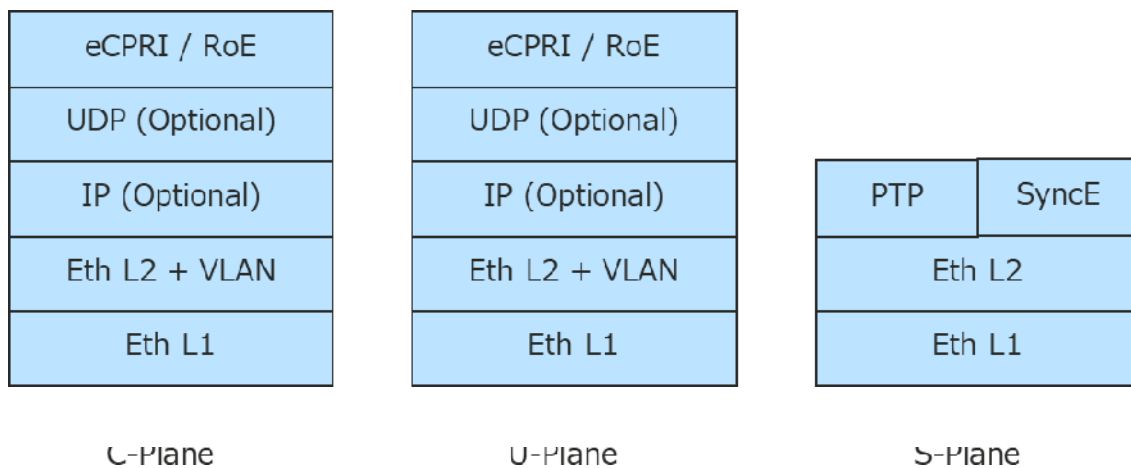 eCPRI / RoE
UDP (Optional)
IP (Optional)
Eth L2 + VLAN
Eth L1
C-Plane
eCPRI / RoE
UDP (Optional)
IP (Optional)
Eth L2 + VLAN
Eth L1
U-Plane
PTP SyncE
Eth L2
Eth L1
S-Plane